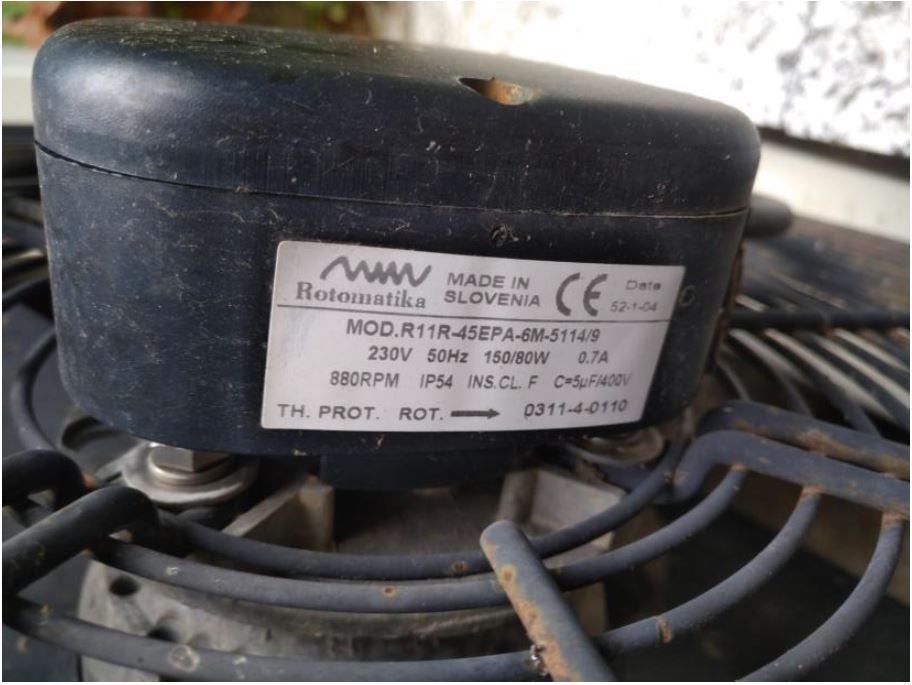 Rotomatika
MADE IN
SLOVENIA
CE
Date
52-1-04
MOD.R11R-45EPA-6M-5114/9
230V 50Hz 150/80W 0.7A
880RPM IP54 INS.CL. F C=5µF/400V
TH. PROT. ROT. → 0311-4-0110